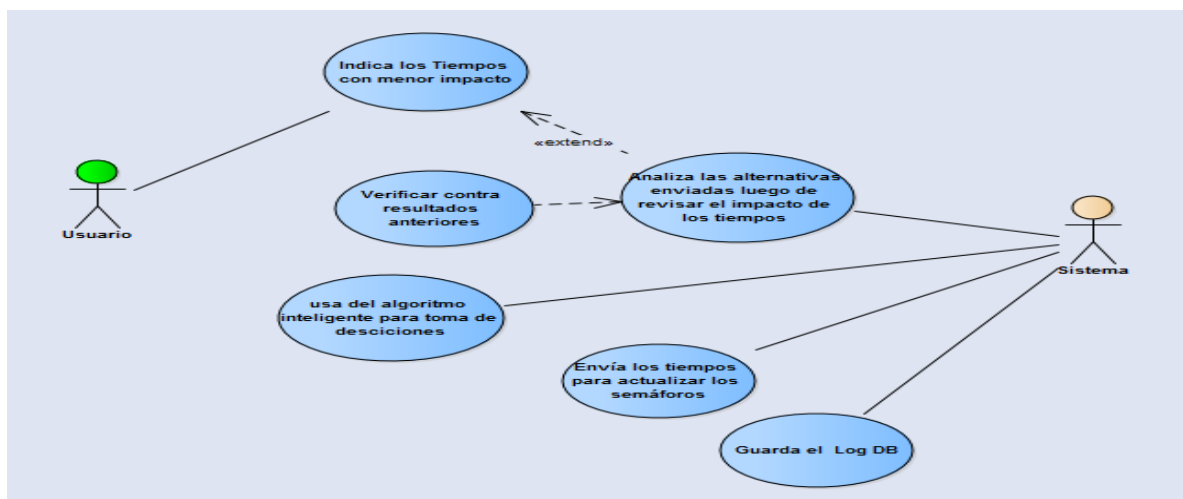 Indica los Tiempos
con menor impacto
«extend»
Analiza las alternativas
enviadas luego de
revisar el impacto de
los tiempos
Verificar contra
resultados
anteriores
Usuario
Sistema
usa del algoritmo
inteligente para toma de
desciciones
Envía los tiempos
para actualizar los
semáforos
Guarda el Log DB